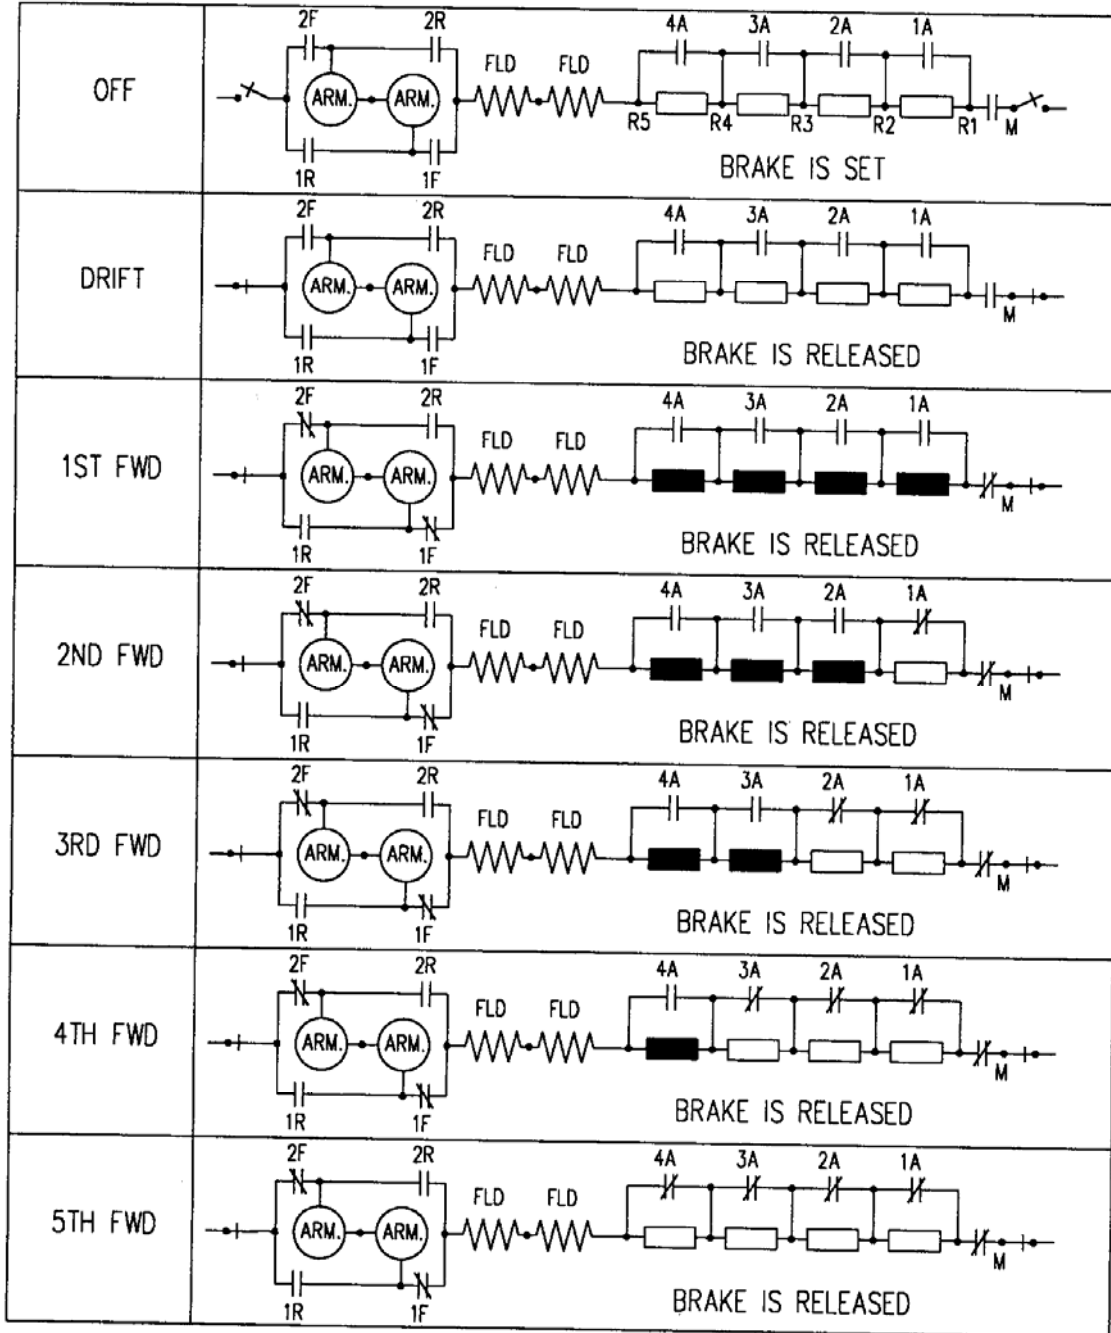 2F 2R 4A 3A 2A 1A
OFF FLD FLD
ARM. ARM.
R5 R4 R3 R2 R1 M
1R 1F BRAKE IS SET
2F 2R 4A 3A 2A 1A
DRIFT FLD FLD
ARM. ARM.
M
1R 1F BRAKE IS RELEASED
2F 2R 4A 3A 2A 1A
1ST FWD FLD FLD
ARM. ARM.
M
1R 1F BRAKE IS RELEASED
2F 2R 4A 3A 2A 1A
2ND FWD FLD FLD
ARM. ARM.
M
1R 1F BRAKE IS RELEASED
2F 2R 4A 3A 2A 1A
3RD FWD FLD FLD
ARM. ARM.
M
1R 1F BRAKE IS RELEASED
2F 2R 4A 3A 2A 1A
4TH FWD FLD FLD
ARM. ARM.
M
1R 1F BRAKE IS RELEASED
2F 2R 4A 3A 2A 1A
5TH FWD FLD FLD
ARM. ARM.
M
1R 1F BRAKE IS RELEASED